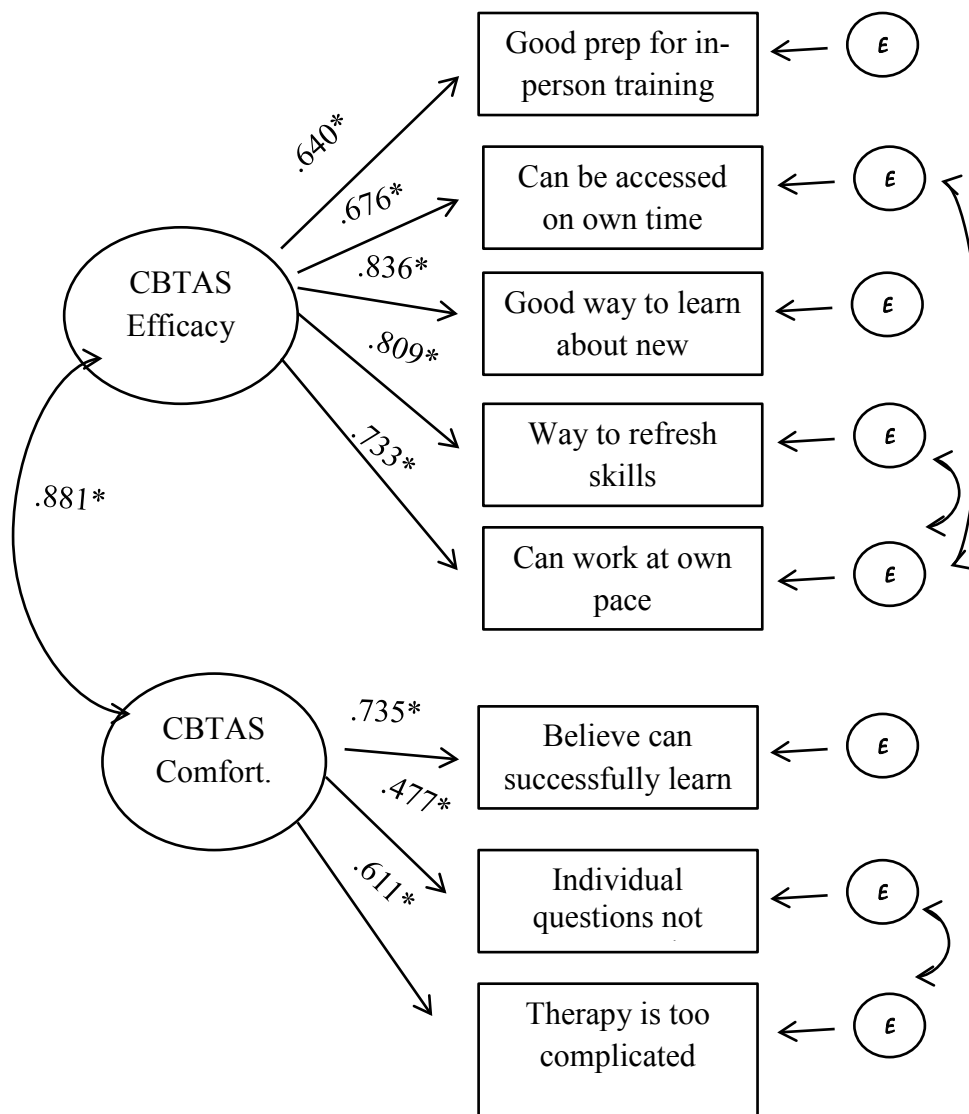 Good prep for in-
person training
E
.640*
Can be accessed
on own time
E
.676*
CBTAS
Efficacy
.836*
Good way to learn
about new
E
.809*
Way to refresh
skills
E
.733*
.881*
Can work at own
pace
E
CBTAS
Comfort.
.735*
Believe can
successfully learn
E
.477*
Individual
questions not
E
.611*
Therapy is too
complicated
E